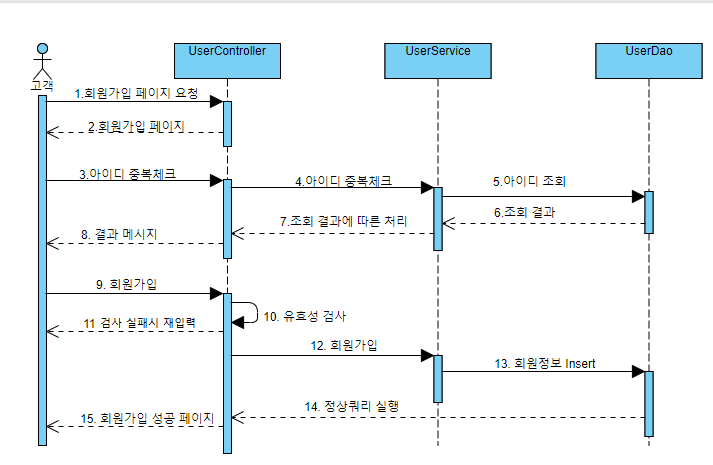 UserController
UserService
UserDao
고객
1.회원가입 페이지 요청
2.회원가입 페이지
3.아이디 중복체크
4.아이디 중복체크
5.아이디 조회
6.조회 결과
7.조회 결과에 따른 처리
8. 결과 메시지
9. 회원가입
10. 유효성 검사
11 검사 실패시 재입력
12. 회원가입
13. 회원정보 Insert
14. 정상쿼리 실행
15. 회원가입 성공 페이지